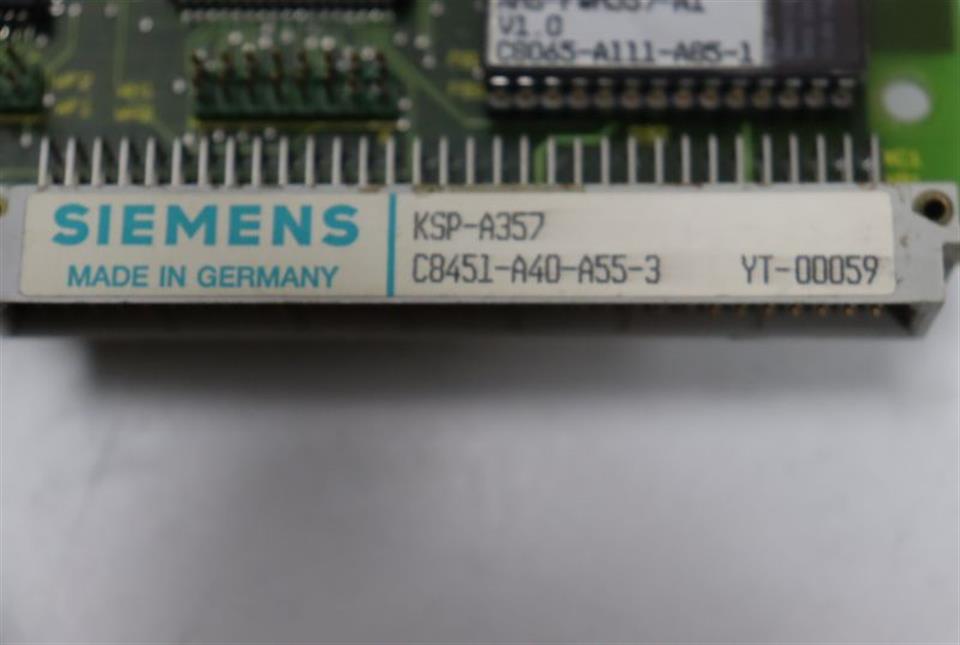 V1.0
C8065-A111-A85-1
SIEMENS
MADE IN GERMANY
KSP-A357
C8451-A40-A55-3 YT-00059